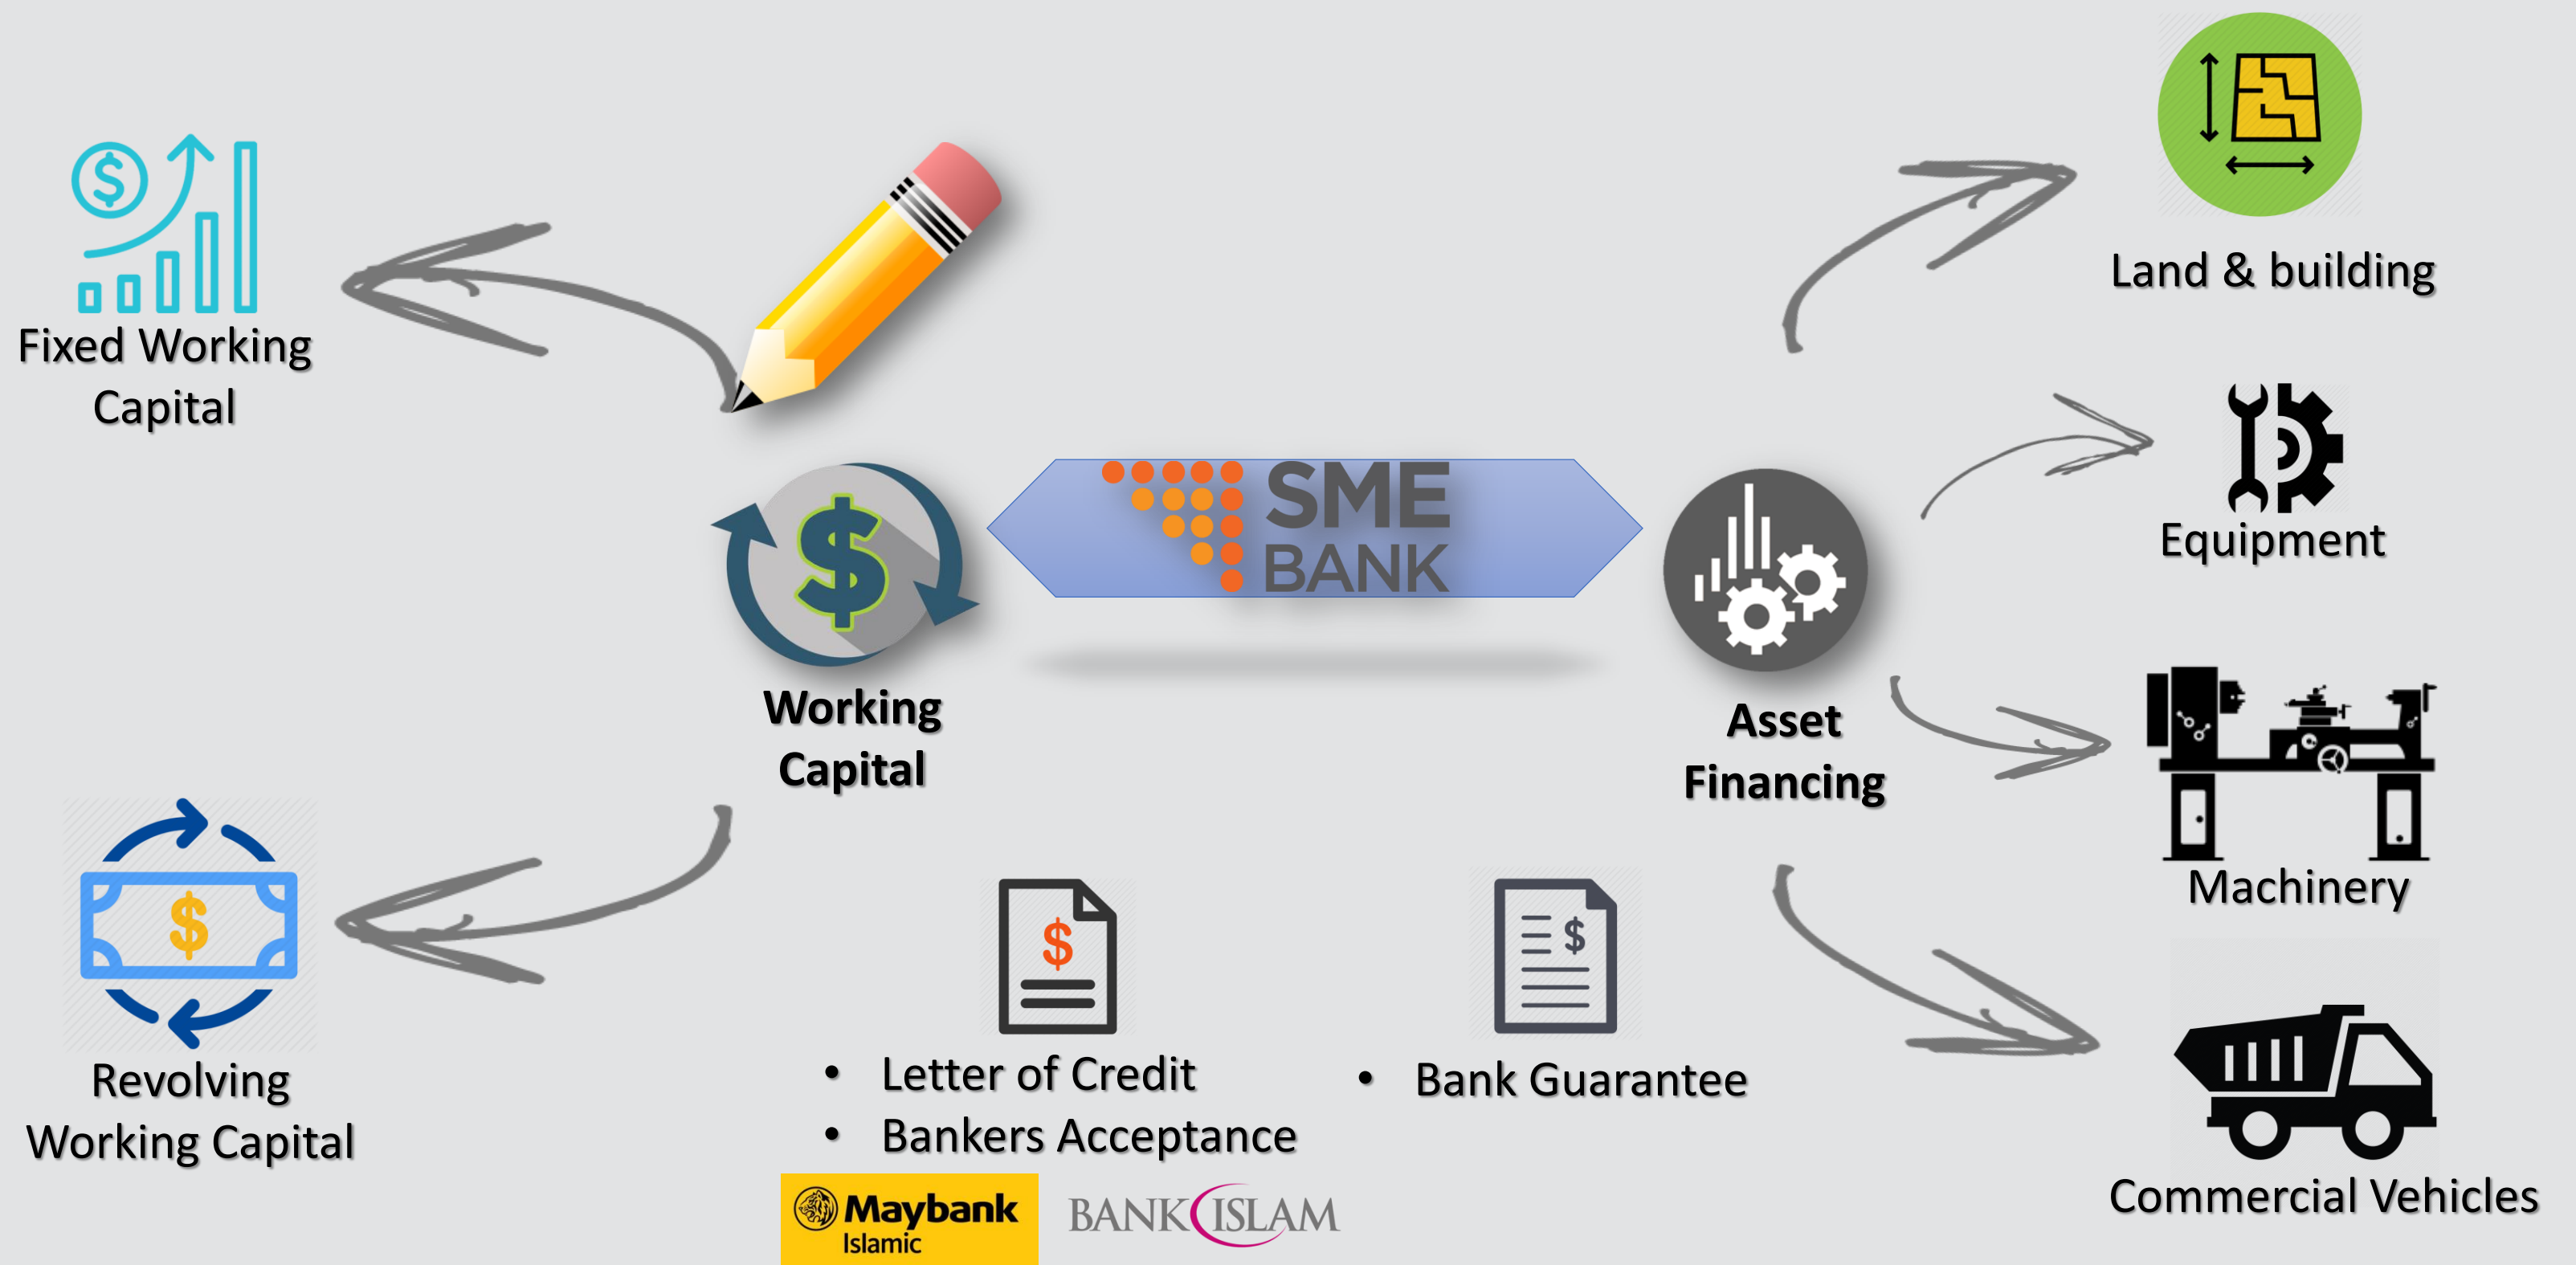 Fixed Working
Capital
Land & building
SME
BANK
Equipment
Working
Capital
Asset
Financing
Machinery
Revolving
Working Capital
• Letter of Credit
• Bankers Acceptance
• Bank Guarantee
Maybank
Islamic
BANK ISLAM
Commercial Vehicles